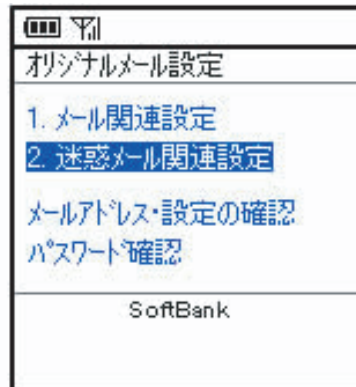 オリジナルメール設定
1. メール関連設定
2. 迷惑メール関連設定
メールアドレス・設定の確認
パスワード確認
SoftBank